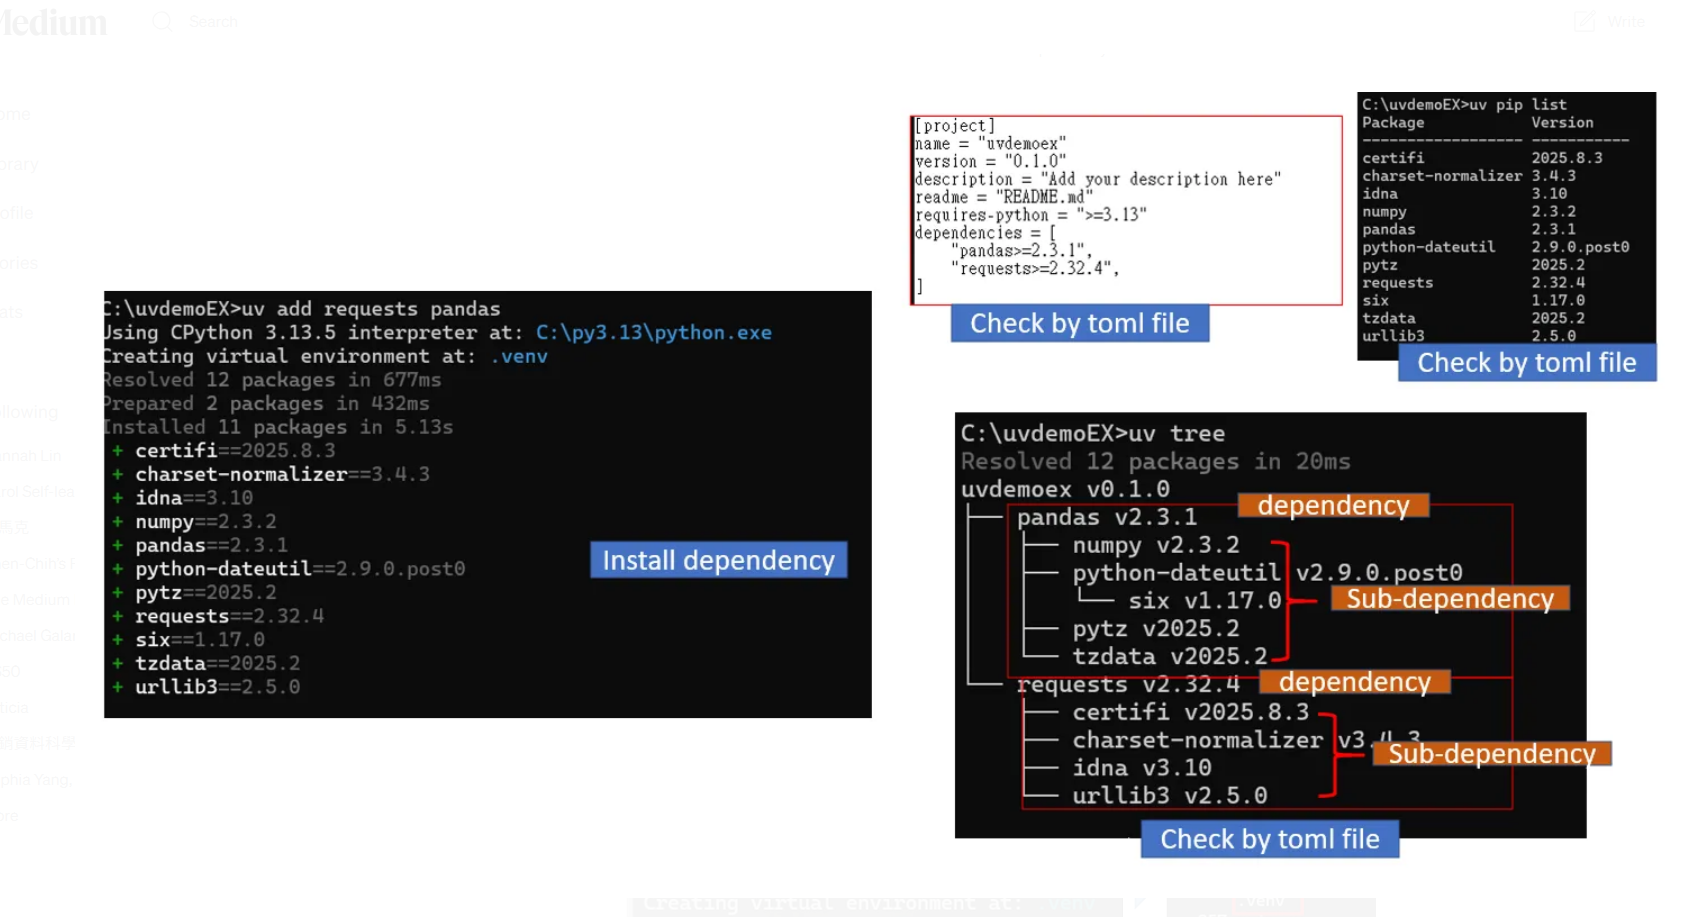 Medium
Search
Write
C:\uvdemoEX>uv add requests pandas
Using CPython 3.13.5 interpreter at: C:\py3.13\python.exe
Creating virtual environment at: .venv
Resolved 12 packages in 677ms
Prepared 2 packages in 432ms
Installed 11 packages in 5.13s
+ certifi==2025.8.3
+ charset-normalizer==3.4.3
+ idna==3.10
+ numpy==2.3.2
+ pandas==2.3.1
+ python-dateutil==2.9.0.post0
+ pytz==2025.2
+ requests==2.32.4
+ six==1.17.0
+ tzdata==2025.2
+ urllib3==2.5.0
Install dependency
[project]
name = "uvdemoex"
version = "0.1.0"
description = "Add your description here"
readme = "README.md"
requires-python = ">=3.13"
dependencies = [
"pandas>=2.3.1",
"requests>=2.32.4",
]
Check by toml file
C:\uvdemoEX>uv pip list
Package Version
------------------- -----------
certifi 2025.8.3
charset-normalizer 3.4.3
idna 3.10
numpy 2.3.2
pandas 2.3.1
python-dateutil 2.9.0.post0
pytz 2025.2
requests 2.32.4
six 1.17.0
tzdata 2025.2
urllib3 2.5.0
Check by toml file
C:\uvdemoEX>uv tree
Resolved 12 packages in 20ms
uvdemoex v0.1.0
├── pandas v2.3.1
│   ├── numpy v2.3.2
│   ├── python-dateutil v2.9.0.post0
│   │   └── six v1.17.0
│   ├── pytz v2025.2
│   └── tzdata v2025.2
└── requests v2.32.4
├── certifi v2025.8.3
├── charset-normalizer v3.4.3
├── idna v3.10
└── urllib3 v2.5.0
dependency
Sub-dependency
dependency
Sub-dependency
Check by toml file
Creating virtual environment at: .venv
.venv